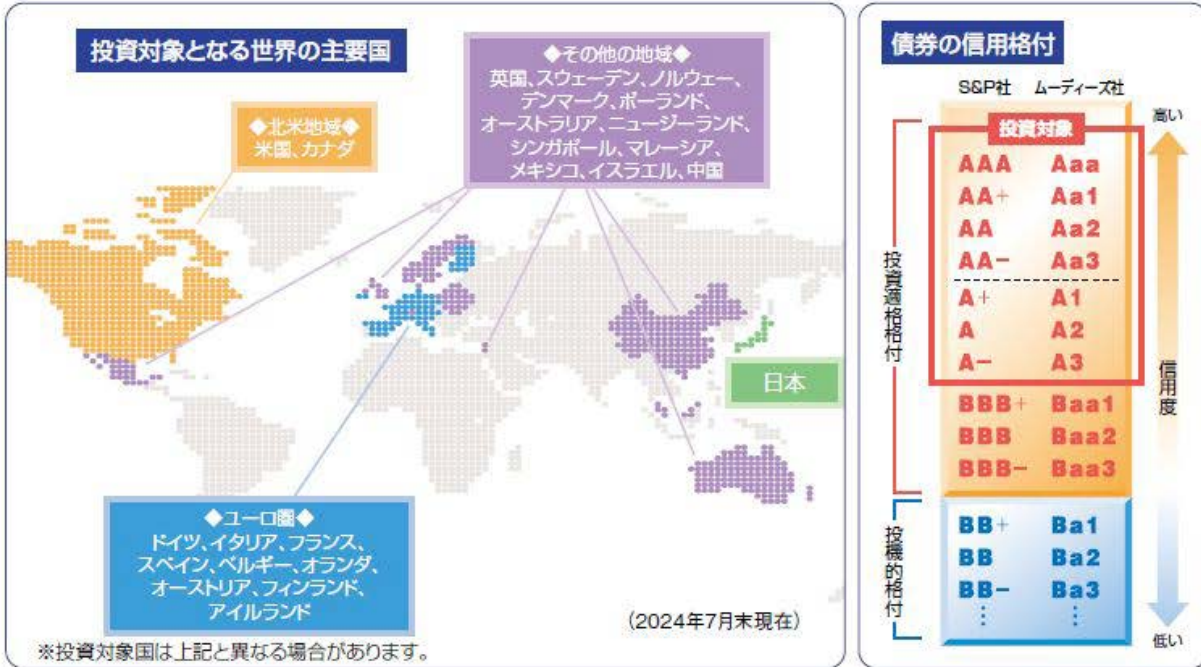 投資対象となる世界の主要国
◆北米地域◆
米国、カナダ
◆その他の地域◆
英国、スウェーデン、ノルウェー、
デンマーク、ポーランド、
オーストラリア、ニュージーランド、
シンガポール、マレーシア、
メキシコ、イスラエル、中国
日本
◆ユーロ圏◆
ドイツ、イタリア、フランス、
スペイン、ベルギー、オランダ、
オーストリア、フィンランド、
アイルランド
(2024年7月末現在)
※投資対象国は上記と異なる場合があります。
債券の信用格付
S&P社 ムーディーズ社
投資対象
AAA Aaa
AA+ Aa1
AA Aa2
AA− Aa3
A+ A1
A A2
A− A3
BBB+ Baa1
BBB Baa2
BBB− Baa3
BB+ Ba1
BB Ba2
BB− Ba3
⋮ ⋮
投資適格格付
投機的格付
高い
信用度
低い